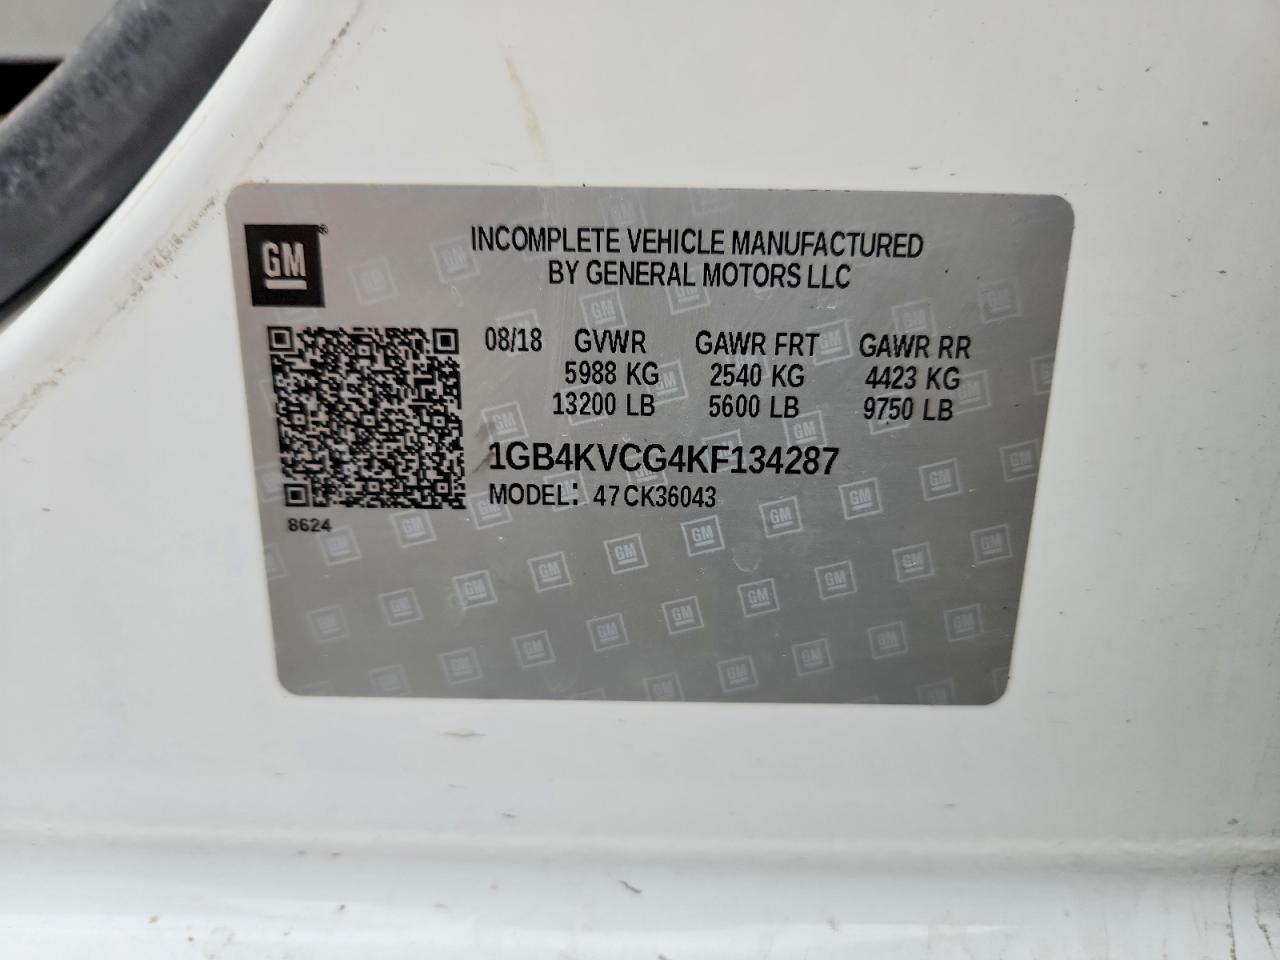 GM
INCOMPLETE VEHICLE MANUFACTURED
BY GENERAL MOTORS LLC
08/18 GVWR GAWR FRT GAWR RR
5988 KG 2540 KG 4423 KG
13200 LB 5600 LB 9750 LB
1GB4KVCG4KF134287
MODEL: 47CK36043
8624